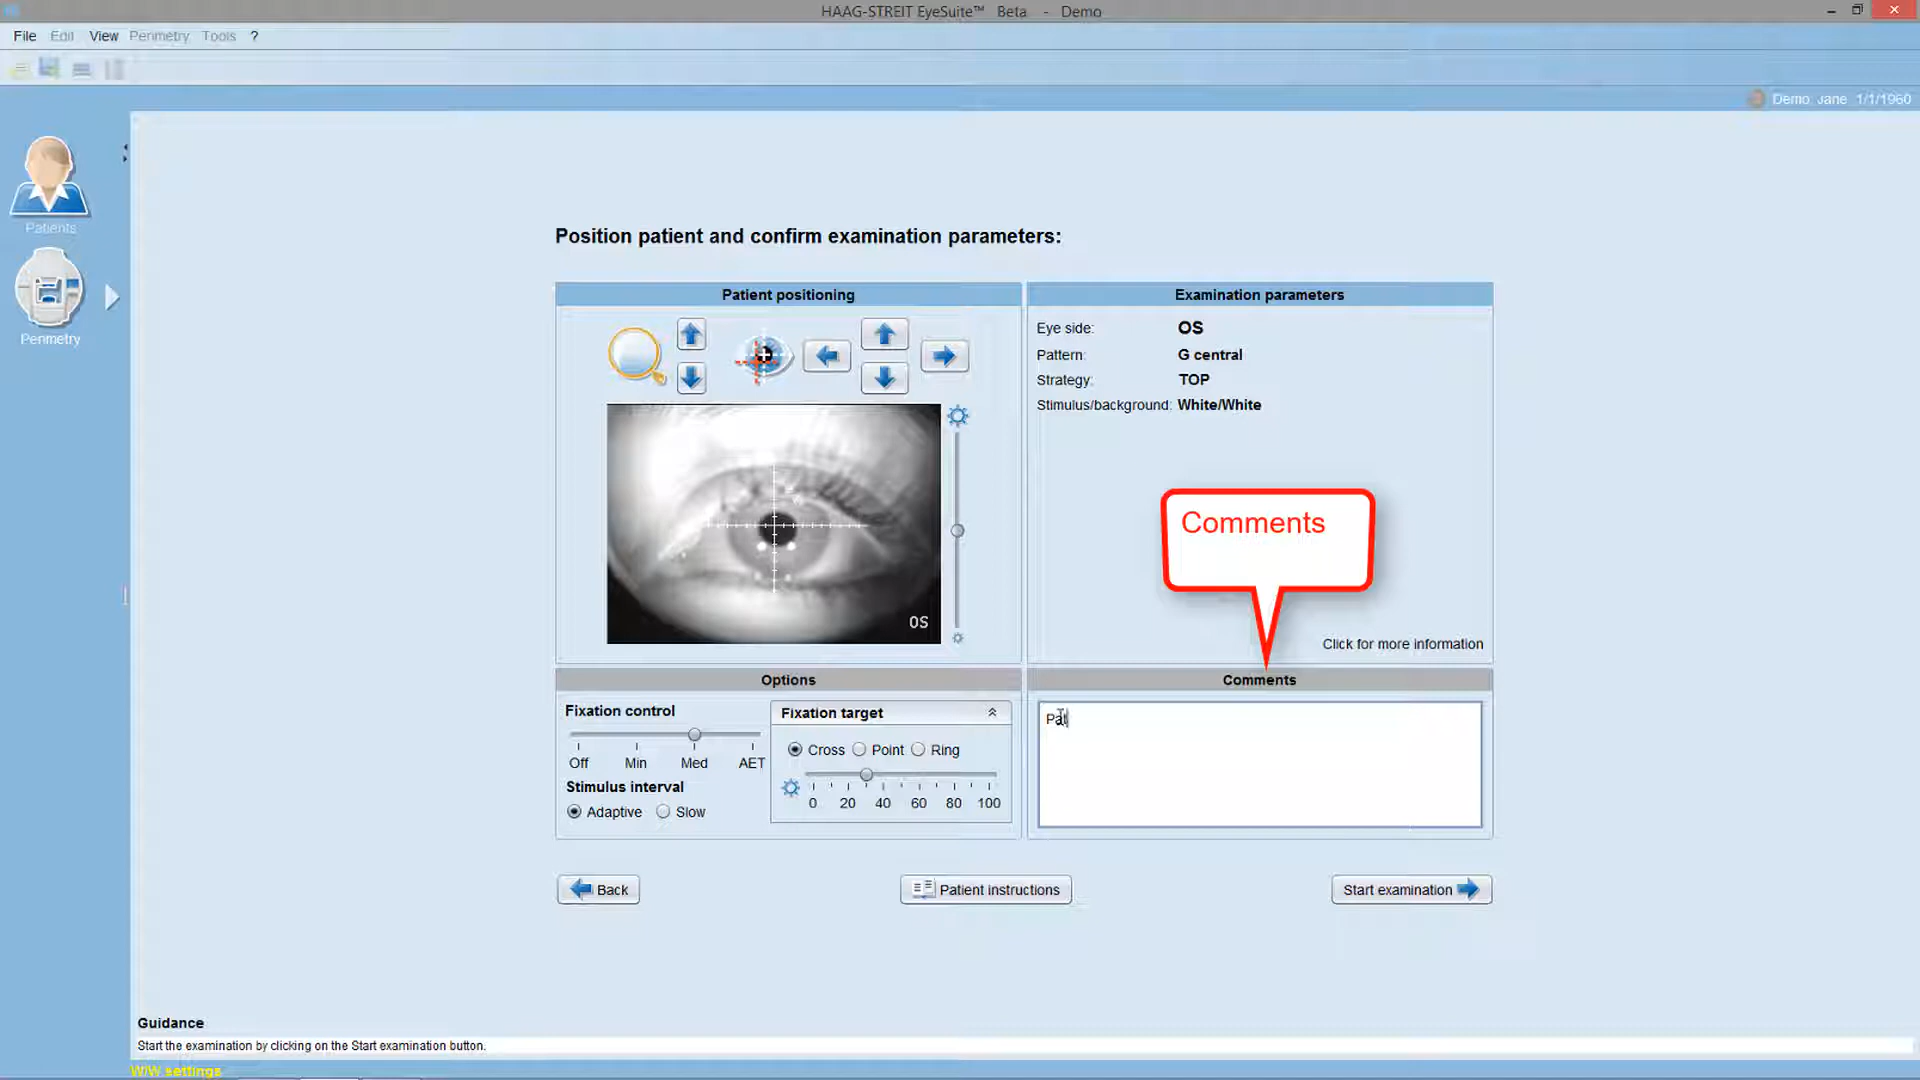 HAAG-STREIT EyeSuite™ Beta - Demo
File Edit View Perimetry Tools ?
Demo, Jane 1/1/1960
Patients
Perimetry
Position patient and confirm examination parameters:
Patient positioning
OS
Examination parameters
Eye side: OS
Pattern: G central
Strategy: TOP
Stimulus/background: White/White
Comments
Click for more information
Options
Fixation control
Off Min Med AET
Stimulus interval
Adaptive Slow
Fixation target
Cross Point Ring
0 20 40 60 80 100
Comments
Pat
Back
Patient instructions
Start examination
Guidance
Start the examination by clicking on the Start examination button.
W/W settings